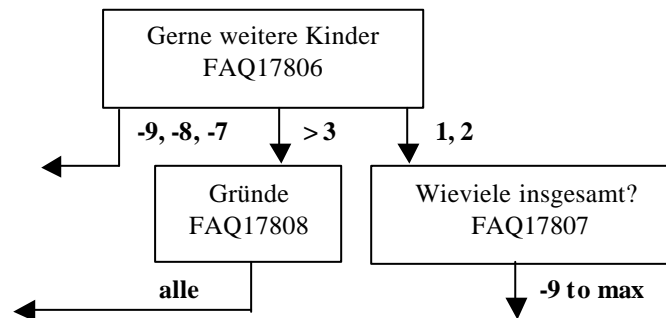 Gerne weitere Kinder
FAQ17806
-9, -8, -7
> 3
1, 2
Gründe
FAQ17808
Wieviele insgesamt?
FAQ17807
alle
-9 to max